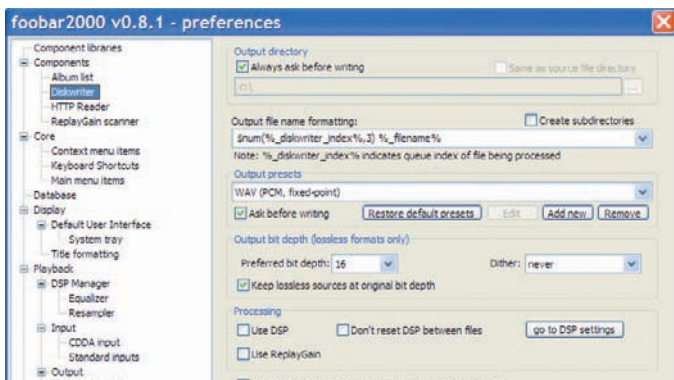 foobar2000 v0.8.1 - preferences
Component libraries
Components
Album list
Diskwriter
HTTP Reader
ReplayGain scanner
Core
Context menu items
Keyboard Shortcuts
Main menu items
Database
Display
Default User Interface
System tray
Title formatting
Playback
DSP Manager
Equalizer
Resampler
Input
CDDA input
Standard inputs
Output
Output directory
Always ask before writing
Same as source file directory
c:\
...
Output file name formatting:
Create subdirectories
$num(%_diskwriter_index%,3) %_filename%
Note: %_diskwriter_index% indicates queue index of file being processed
Output presets
WAV (PCM, fixed-point)
Ask before writing
Restore default presets
Edit
Add new
Remove
Output bit depth (lossless formats only)
Preferred bit depth: 16
Dither: never
Keep lossless sources at original bit depth
Processing
Use DSP
Don't reset DSP between files
go to DSP settings
Use ReplayGain